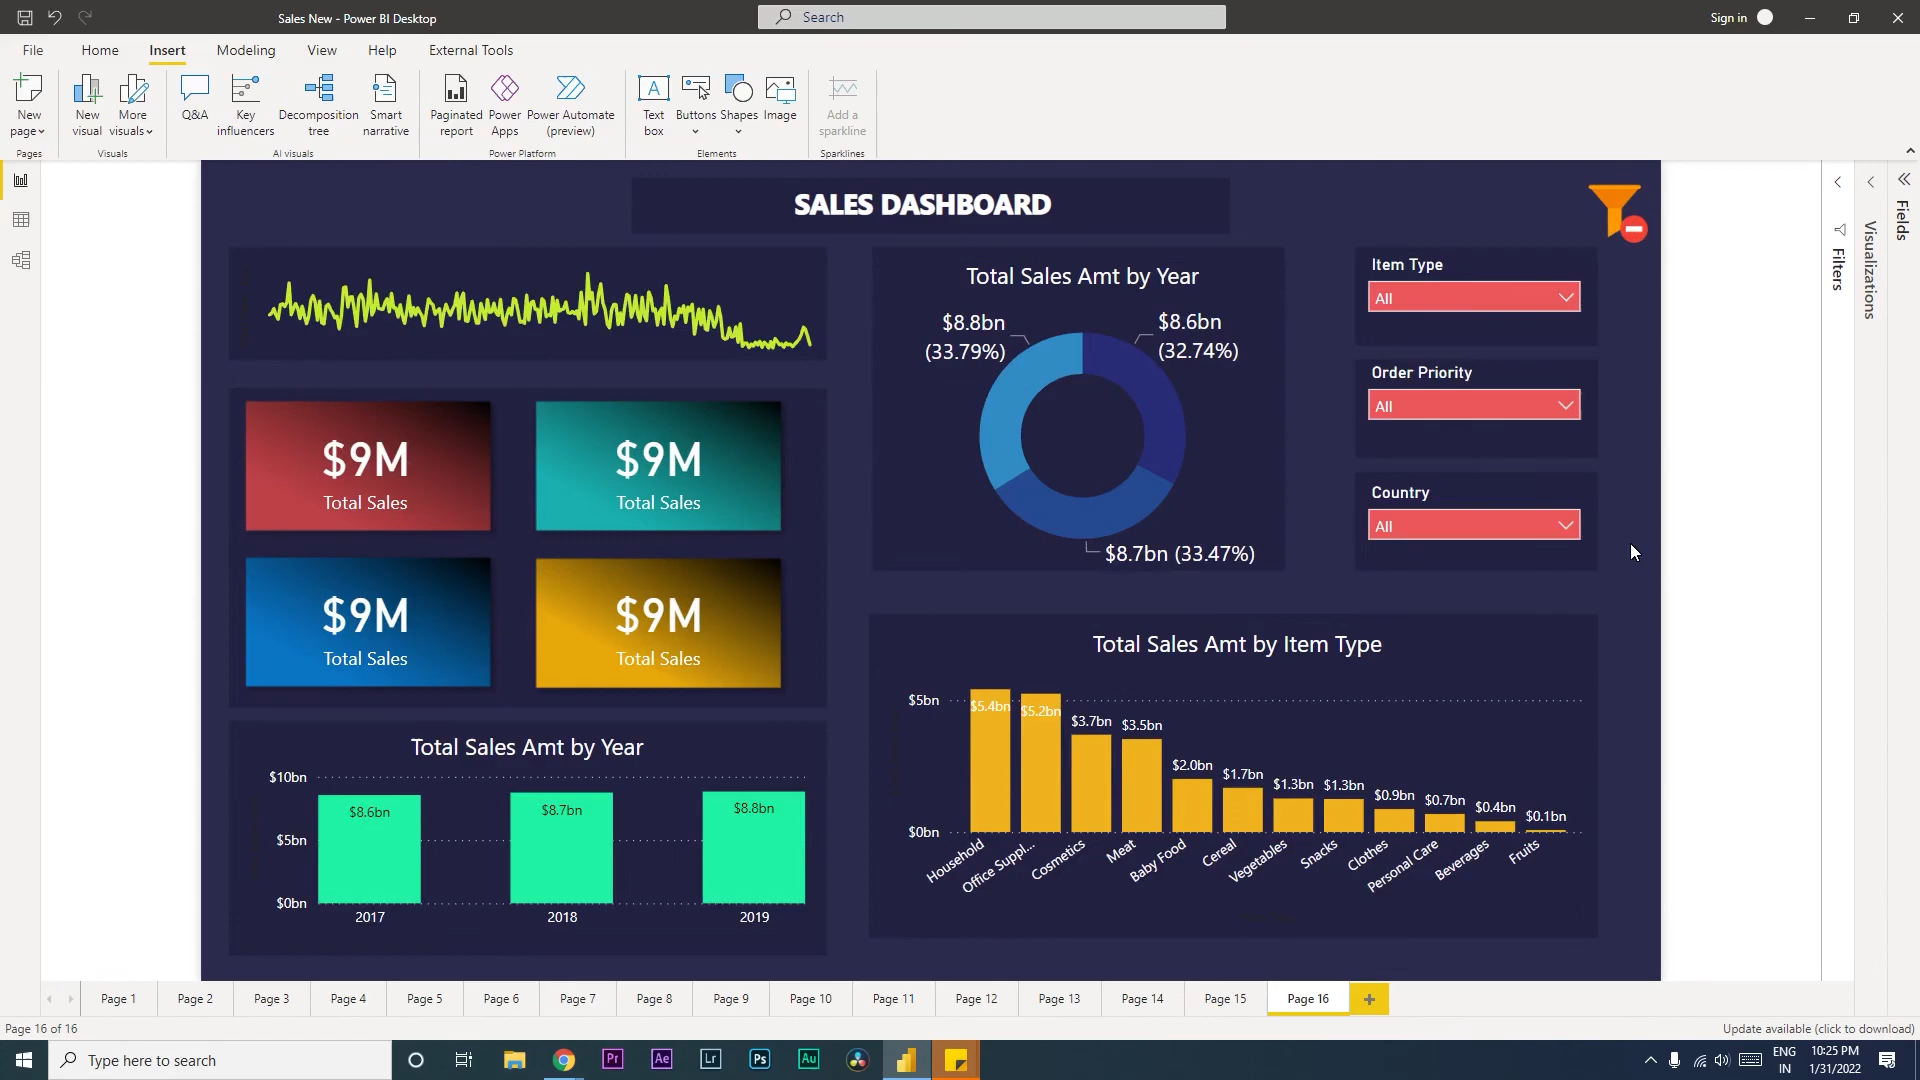 Sales New - Power BI Desktop
Search
Sign in
File
Home
Insert
Modeling
View
Help
External Tools
New page
New visual
More visuals
Q&A
Key influencers
Decomposition tree
Smart narrative
Paginated report
Power Apps
Power Automate (preview)
Text box
Buttons
Shapes
Image
Add a sparkline
Pages
Visuals
AI visuals
Power Platform
Elements
Sparklines
SALES DASHBOARD
$9M
Total Sales
$9M
Total Sales
$9M
Total Sales
$9M
Total Sales
Total Sales Amt by Year
$10bn
$5bn
$0bn
$8.6bn
$8.7bn
$8.8bn
2017
2018
2019
Total Sales Amt by Year
$8.8bn
(33.79%)
$8.6bn
(32.74%)
$8.7bn (33.47%)
Item Type
All
Order Priority
All
Country
All
Total Sales Amt by Item Type
$5bn
$0bn
$5.4bn
$5.2bn
$3.7bn
$3.5bn
$2.0bn
$1.7bn
$1.3bn
$1.3bn
$0.9bn
$0.7bn
$0.4bn
$0.1bn
Household
Office Suppl...
Cosmetics
Meat
Baby Food
Cereal
Vegetables
Snacks
Clothes
Personal Care
Beverages
Fruits
Filters
Visualizations
Fields
Page 1
Page 2
Page 3
Page 4
Page 5
Page 6
Page 7
Page 8
Page 9
Page 10
Page 11
Page 12
Page 13
Page 14
Page 15
Page 16
Page 16 of 16
Update available (click to download)
Type here to search
Pr
Ae
Lr
Ps
Au
ENG
IN
10:25 PM
1/31/2022